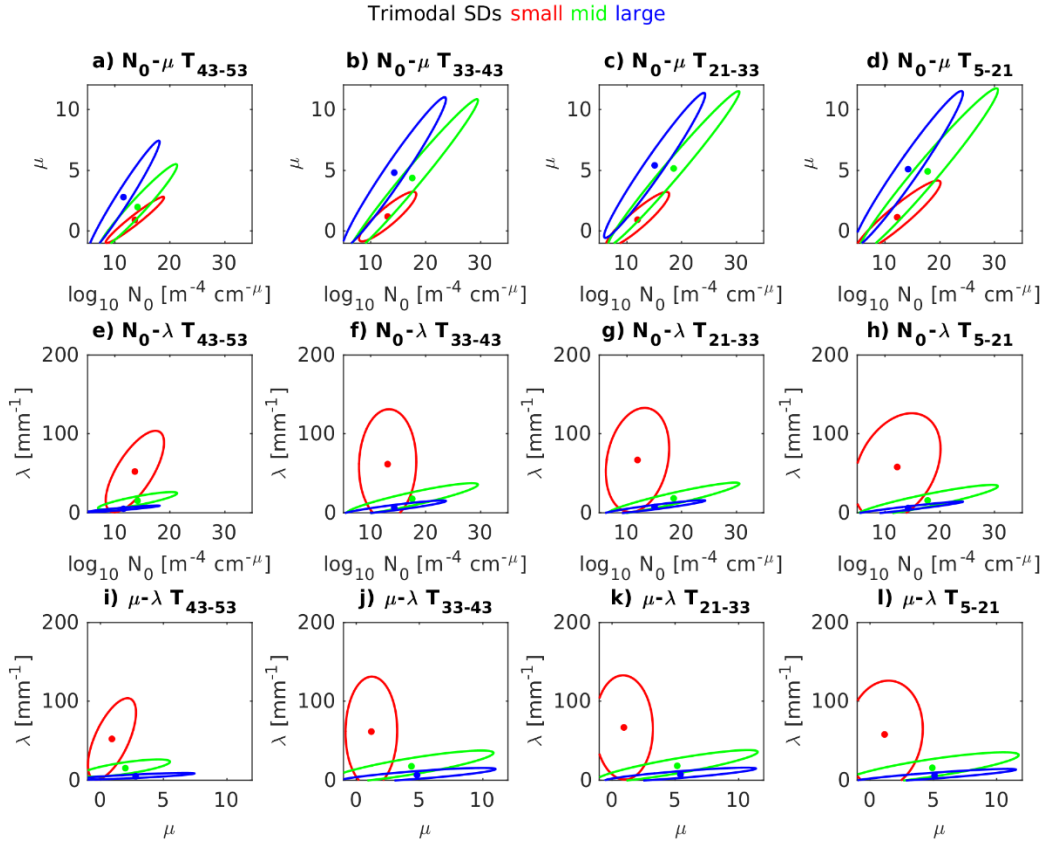 Trimodal SDs small mid large
a) N₀-μ T₄₃₋₅₃ b) N₀-μ T₃₃₋₄₃ c) N₀-μ T₂₁₋₃₃ d) N₀-μ T₅₋₂₁
10 10 10 10
μ μ μ μ
5 5 5 5
0 0 0 0
10 20 30 10 20 30 10 20 30 10 20 30
log₁₀ N₀ [m⁻⁴ cm⁻ᵘ] log₁₀ N₀ [m⁻⁴ cm⁻ᵘ] log₁₀ N₀ [m⁻⁴ cm⁻ᵘ] log₁₀ N₀ [m⁻⁴ cm⁻ᵘ]
e) N₀-λ T₄₃₋₅₃ f) N₀-λ T₃₃₋₄₃ g) N₀-λ T₂₁₋₃₃ h) N₀-λ T₅₋₂₁
200 200 200 200
λ [mm⁻¹] λ [mm⁻¹] λ [mm⁻¹] λ [mm⁻¹]
100 100 100 100
0 0 0 0
10 20 30 10 20 30 10 20 30 10 20 30
log₁₀ N₀ [m⁻⁴ cm⁻ᵘ] log₁₀ N₀ [m⁻⁴ cm⁻ᵘ] log₁₀ N₀ [m⁻⁴ cm⁻ᵘ] log₁₀ N₀ [m⁻⁴ cm⁻ᵘ]
i) μ-λ T₄₃₋₅₃ j) μ-λ T₃₃₋₄₃ k) μ-λ T₂₁₋₃₃ l) μ-λ T₅₋₂₁
200 200 200 200
λ [mm⁻¹] λ [mm⁻¹] λ [mm⁻¹] λ [mm⁻¹]
100 100 100 100
0 0 0 0
0 5 10 0 5 10 0 5 10 0 5 10
μ μ μ μ